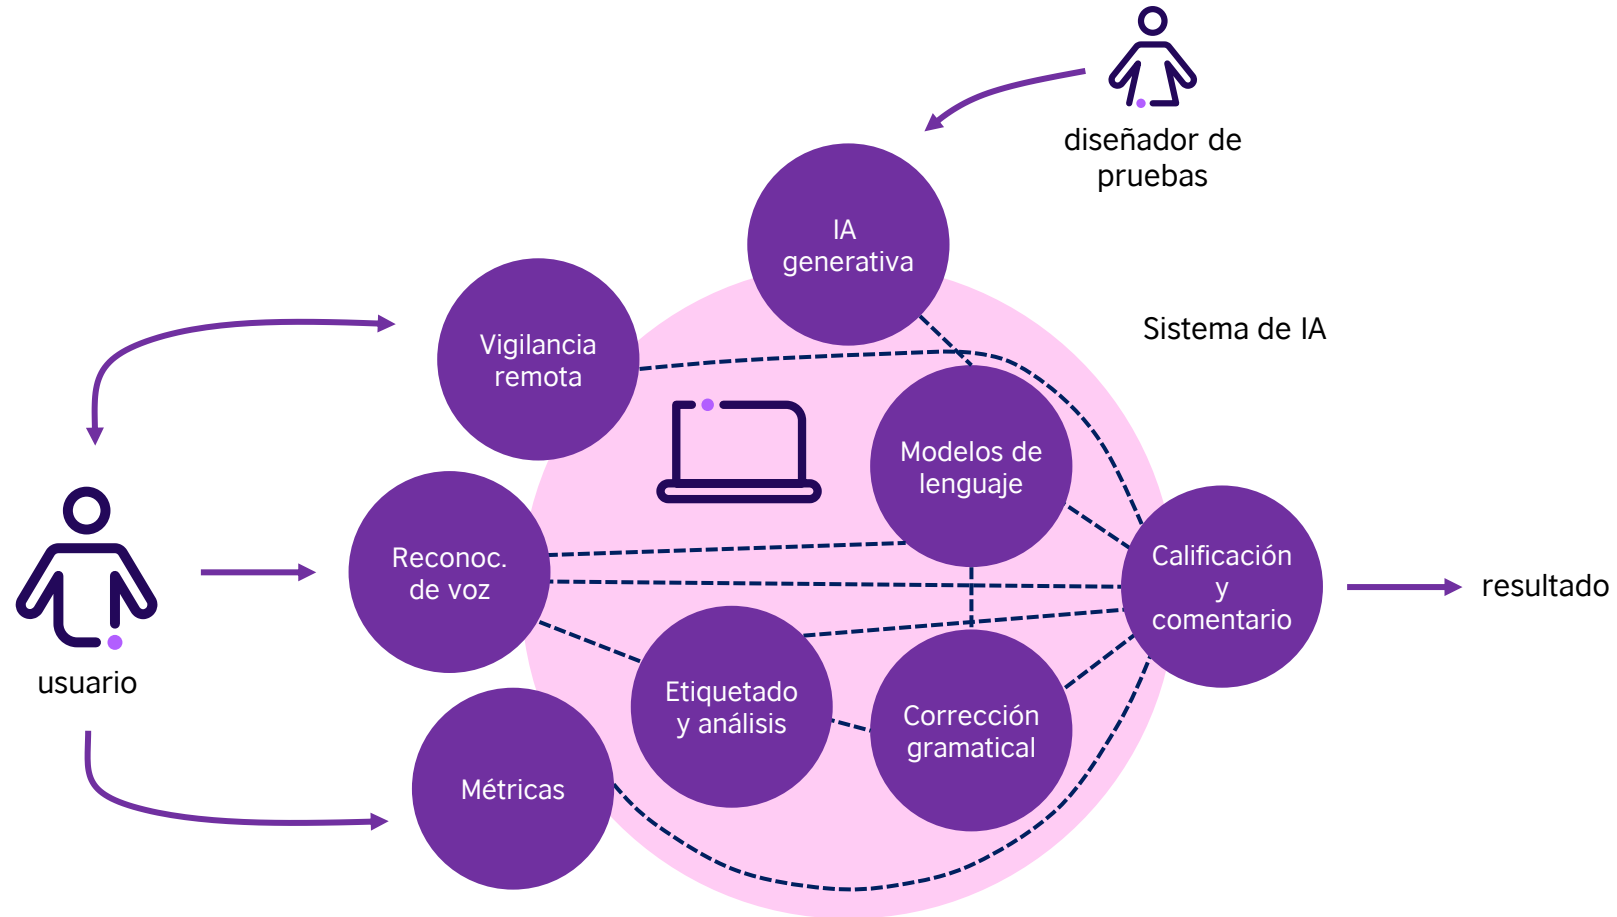 diseñador de
pruebas
IA
generativa
Sistema de IA
Vigilancia
remota
Modelos de
lenguaje
Reconoc.
de voz
Calificación
y
comentario
resultado
usuario
Etiquetado
y análisis
Corrección
gramatical
Métricas